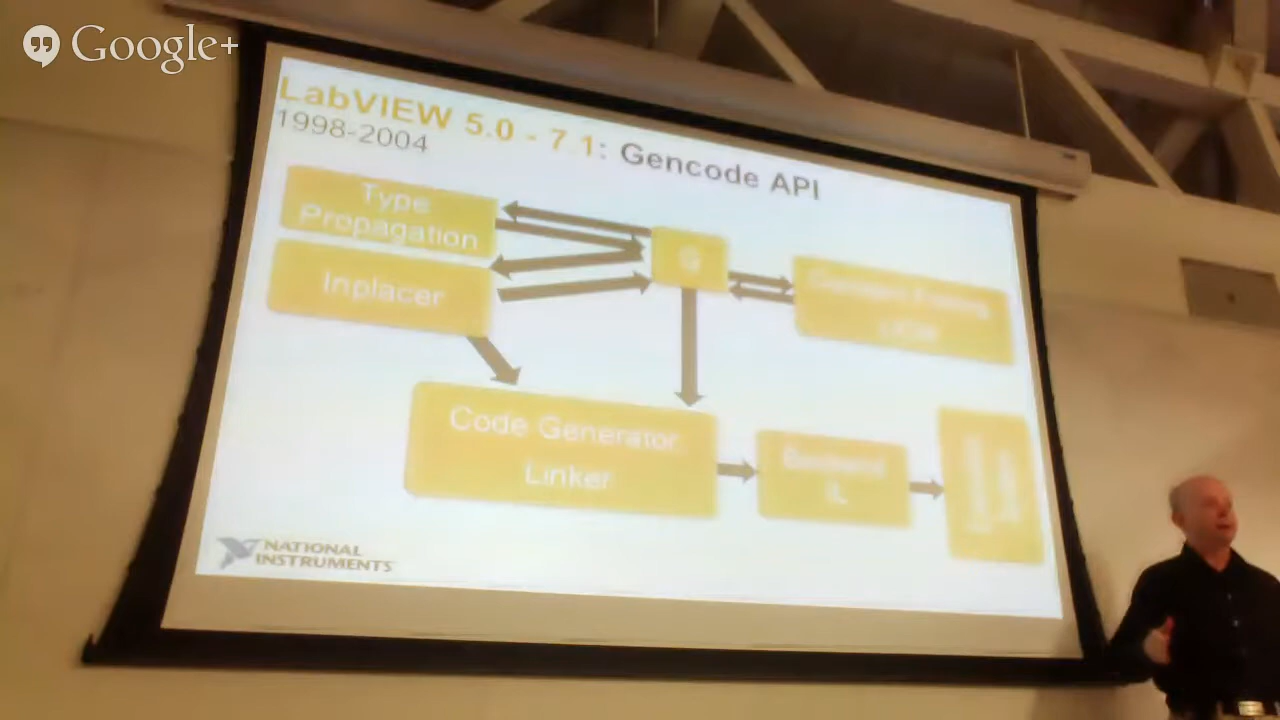 Google+
LabVIEW 5.0 - 7.1: Gencode API
1998-2004
Type
Propagation
G
Inplacer
Code Generator
Linker
NATIONAL
INSTRUMENTS